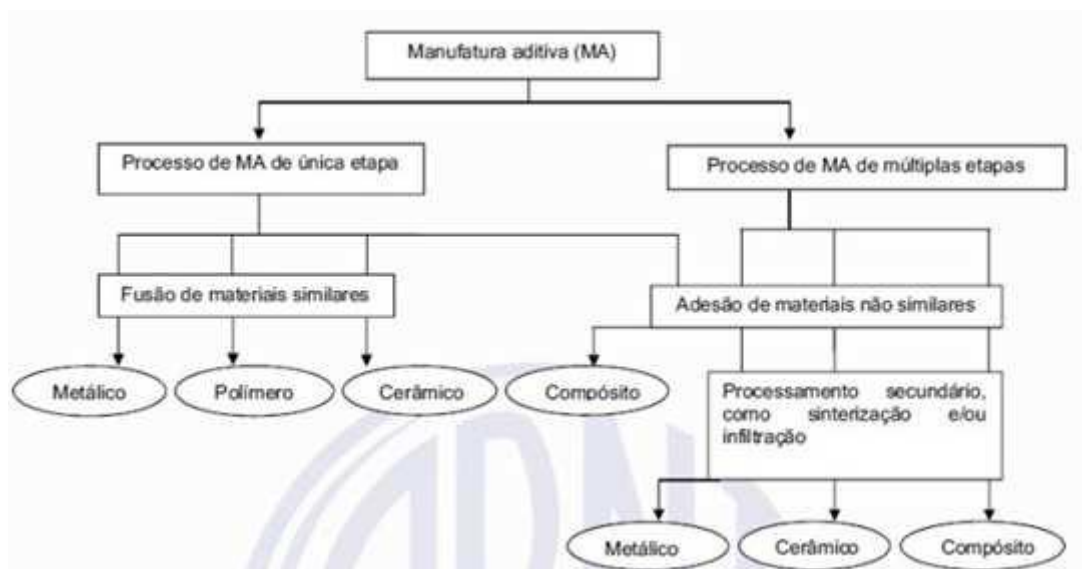 Manufatura aditiva (MA)
Processo de MA de única etapa
Processo de MA de múltiplas etapas
Fusão de materiais similares
Adesão de materiais não similares
Metálico
Polímero
Cerâmico
Compósito
Processamento secundário,
como sinterização e/ou
infiltração
Metálico
Cerâmico
Compósito